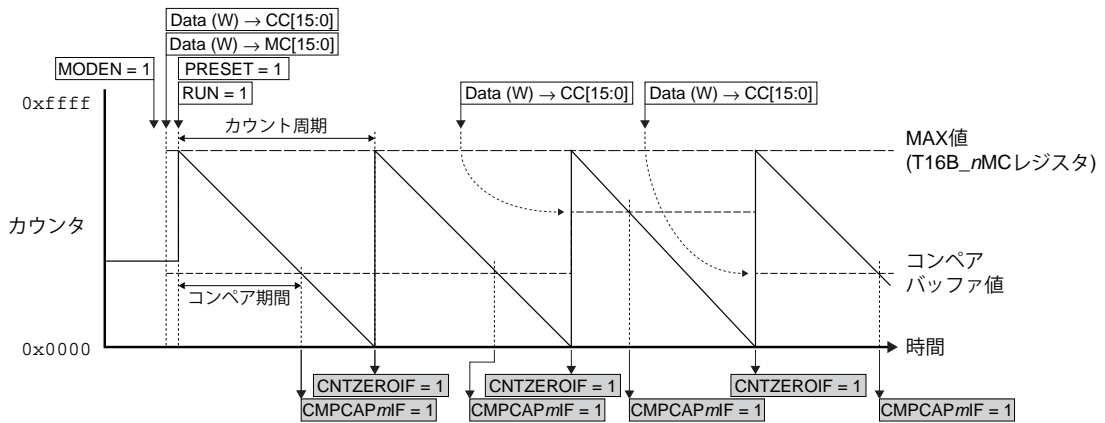 Data (W) → CC[15:0]
Data (W) → MC[15:0]
MODEN = 1
PRESET = 1
RUN = 1
Data (W) → CC[15:0]
Data (W) → CC[15:0]
0xffff
カウント周期
MAX値
(T16B_nMCレジスタ)
カウンタ
コンペア
バッファ値
コンペア期間
0x0000
時間
CNTZEROIF = 1
CNTZEROIF = 1
CNTZEROIF = 1
CMPCAPmIF = 1
CMPCAPmIF = 1
CMPCAPmIF = 1
CMPCAPmIF = 1